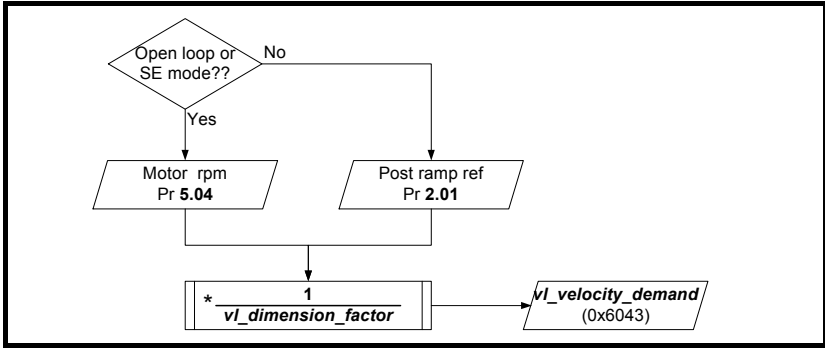 Open loop or
SE mode??
No
Yes
Motor rpm
Pr 5.04
Post ramp ref
Pr 2.01
* 1
vl_dimension_factor
vl_velocity_demand
(0x6043)